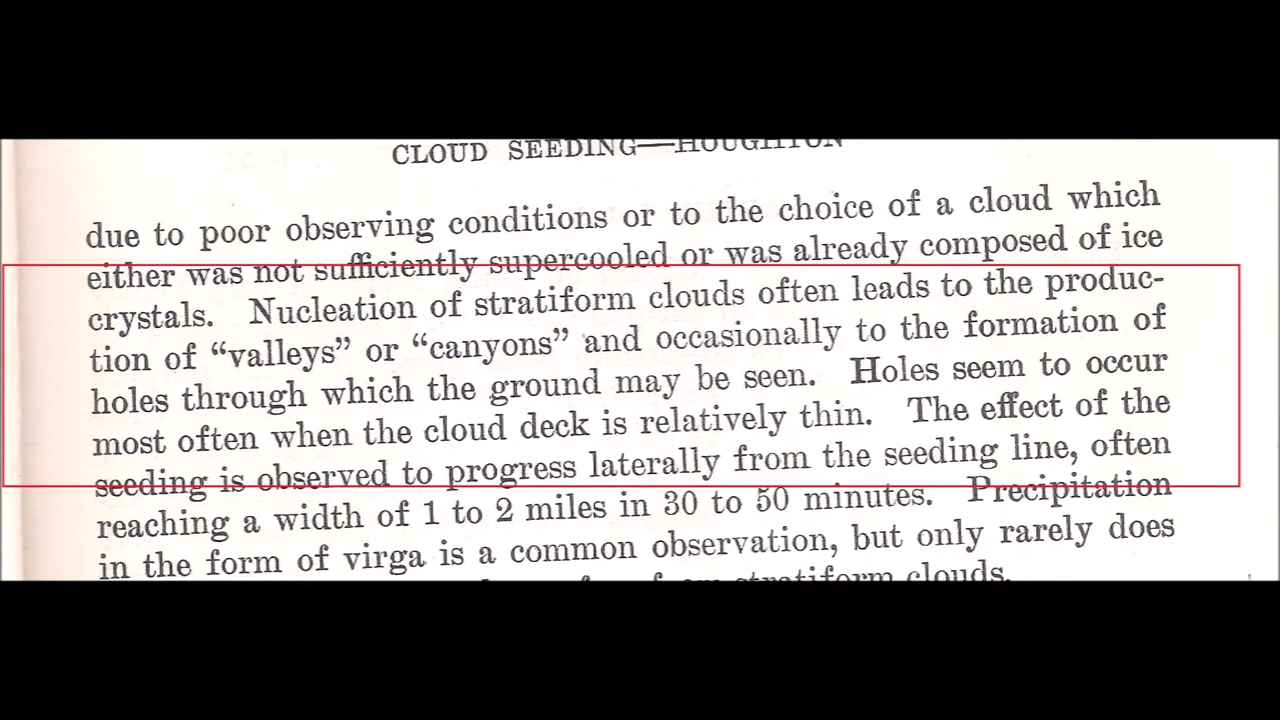 CLOUD SEEDING—HOUGHTON
due to poor observing conditions or to the choice of a cloud which
either was not sufficiently supercooled or was already composed of ice
crystals. Nucleation of stratiform clouds often leads to the produc-
tion of “valleys” or “canyons” and occasionally to the formation of
holes through which the ground may be seen. Holes seem to occur
most often when the cloud deck is relatively thin. The effect of the
seeding is observed to progress laterally from the seeding line, often
reaching a width of 1 to 2 miles in 30 to 50 minutes. Precipitation
in the form of virga is a common observation, but only rarely does
from stratiform clouds.